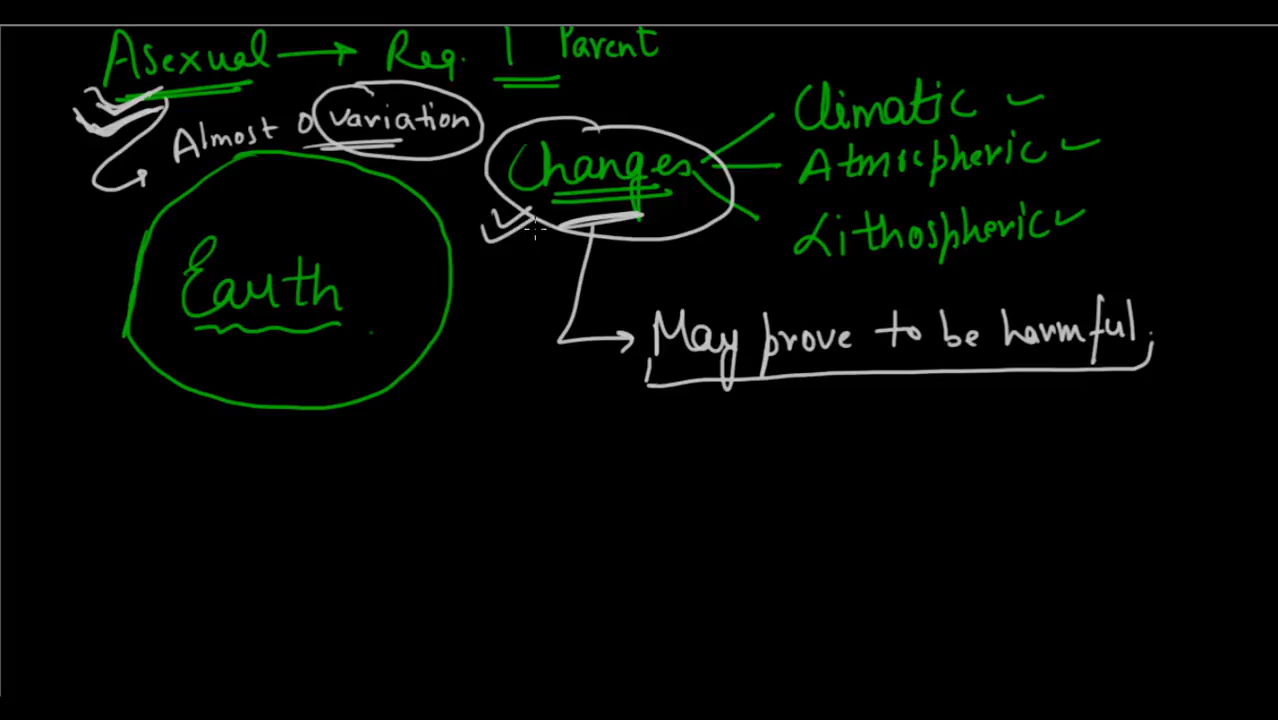 Asexual → Req. 1 Parent
Almost 0 variation
Changes
Climatic ✓
Atmospheric ✓
Lithospheric ✓
Earth
May prove to be harmful.